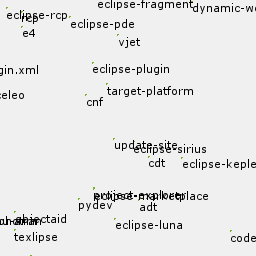 eclipse-fragment
dynamic-we
eclipse-rcp
rcp
eclipse-pde
e4
vjet
gin.xml
eclipse-plugin
target-platform
celeo
cnf
update-site
eclipse-sirius
cdt
eclipse-keple
project-explorer
eclipse-marketplace
pydev
adt
objectaid
eclipse-luna
texlipse
code